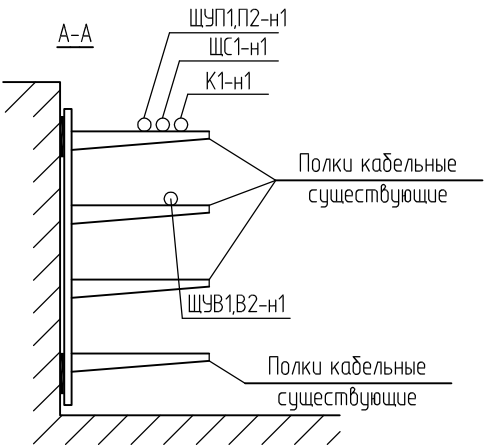 ЩУП1,П2-н1
А-А
ЩС1-н1
К1-н1
Полки кабельные
существующие
ЩУВ1,В2-н1
Полки кабельные
существующие